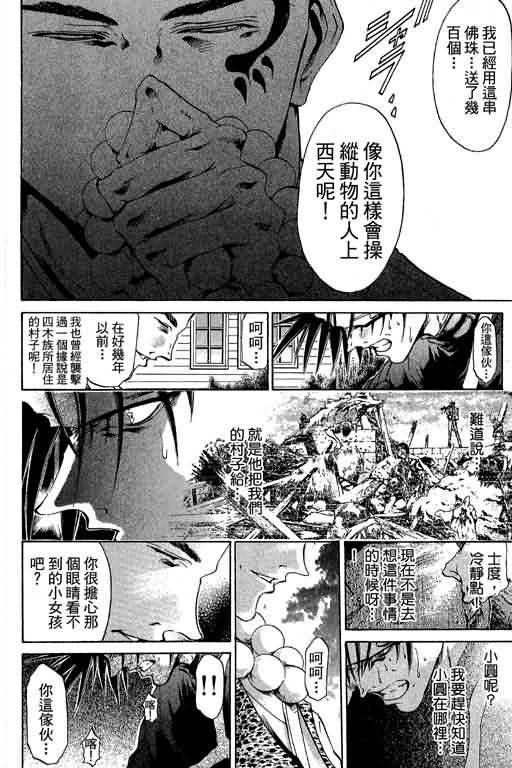 我已經用這串
佛珠…送了幾
百個…
像你這樣會操
縱動物的人上
西天呢！
你這傢伙…
呵呵…
在好幾年
以前…
我也曾經襲擊
過一個據說是
四木族所居住
的村子呢！
難道說…
就是他把我們
的村子給…
士度，
冷靜點！
現在不是去
想這件事情
的時候呀…
你很擔心那
個眼睛看不
到的小女孩
吧？
小圓呢？
我要趕快知道
小圓在哪裡…
呵呵…
！！
你這傢伙…
喀！
喀！